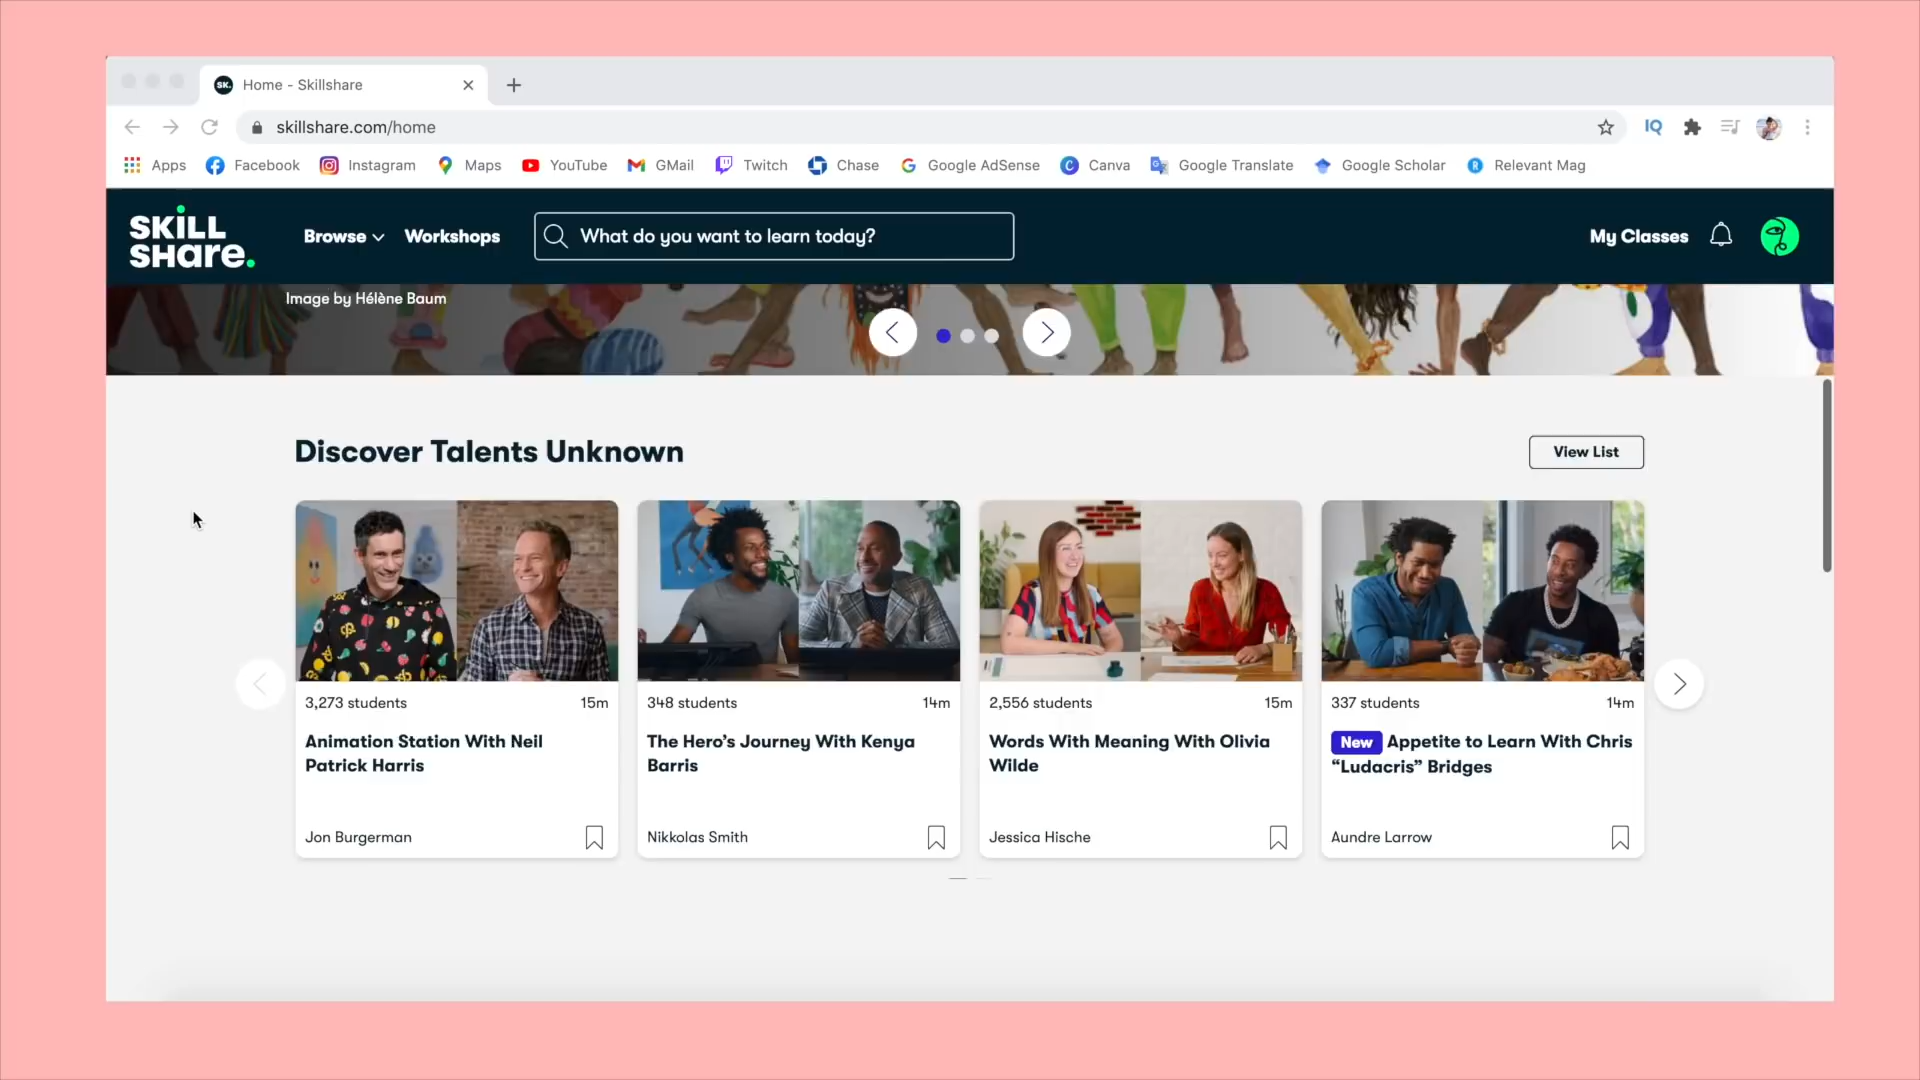 SK.
Home - Skillshare
skillshare.com/home
IQ
Apps
Facebook
Instagram
Maps
YouTube
GMail
Twitch
Chase
Google AdSense
Canva
Google Translate
Google Scholar
R
Relevant Mag
SKILL
SHare.
Browse
Workshops
What do you want to learn today?
My Classes
Image by Hélène Baum
Discover Talents Unknown
View List
3,273 students
15m
Animation Station With Neil
Patrick Harris
Jon Burgerman
348 students
14m
The Hero’s Journey With Kenya
Barris
Nikkolas Smith
2,556 students
15m
Words With Meaning With Olivia
Wilde
Jessica Hische
337 students
14m
New Appetite to Learn With Chris
“Ludacris” Bridges
Aundre Larrow